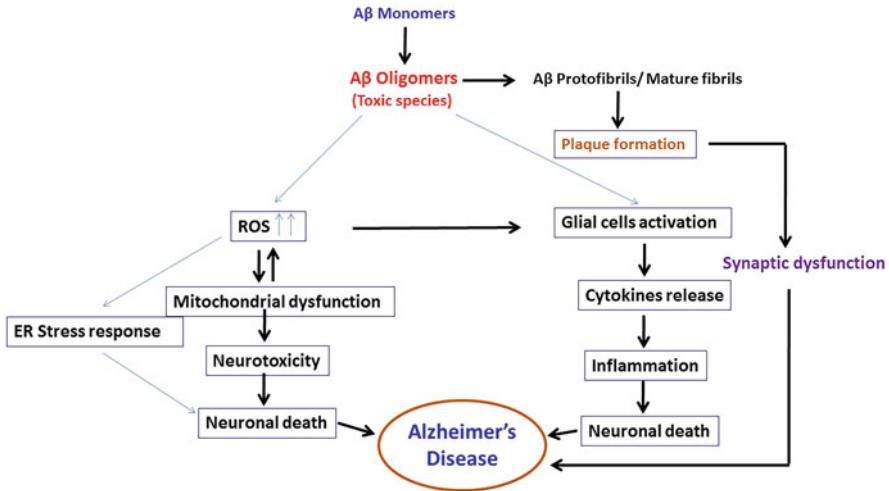 Aβ Monomers
Aβ Oligomers
(Toxic species)
Aβ Protofibrils/ Mature fibrils
Plaque formation
ROS ↑↑
Glial cells activation
Synaptic dysfunction
Mitochondrial dysfunction
Cytokines release
ER Stress response
Neurotoxicity
Inflammation
Neuronal death
Alzheimer's
Disease
Neuronal death